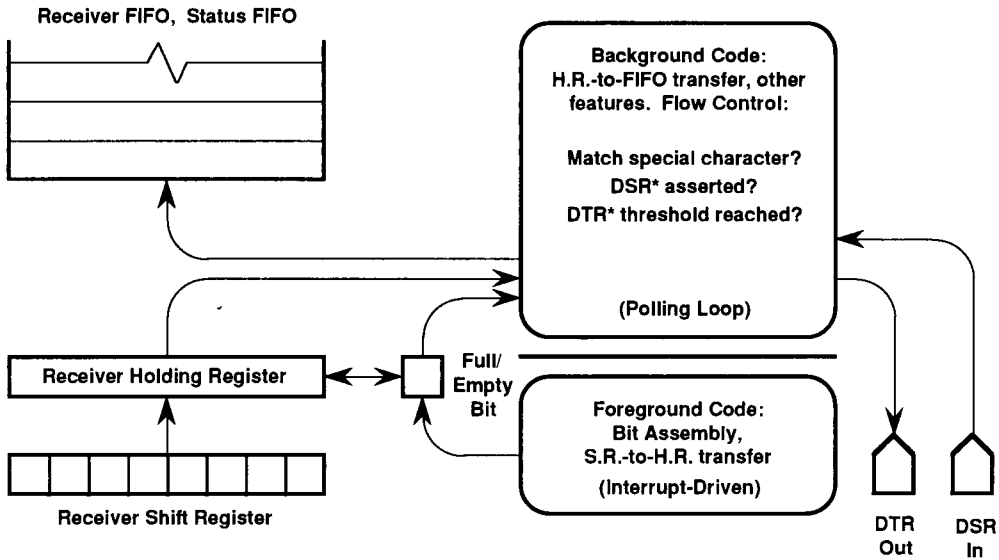 Receiver FIFO, Status FIFO
Background Code:
H.R.-to-FIFO transfer, other
features. Flow Control:
Match special character?
DSR* asserted?
DTR* threshold reached?
(Polling Loop)
Receiver Holding Register
Full/
Empty
Bit
Foreground Code:
Bit Assembly,
S.R.-to-H.R. transfer
(Interrupt-Driven)
Receiver Shift Register
DTR
Out
DSR
In